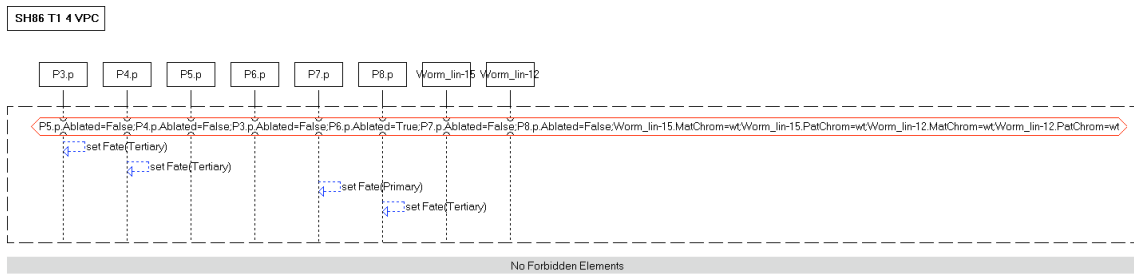 SH86 T1 4 VPC
P3.p P4.p P5.p P6.p P7.p P8.p Worm_lin-15 Worm_lin-12
P5.p.Ablated=False;P4.p.Ablated=False;P3.p.Ablated=False;P6.p.Ablated=True;P7.p.Ablated=False;P8.p.Ablated=False;Worm_lin-15.MatChrom=wt;Worm_lin-15.PatChrom=wt;Worm_lin-12.MatChrom=wt;Worm_lin-12.PatChrom=wt
set Fate(Tertiary)
set Fate(Tertiary)
set Fate(Primary)
set Fate(Tertiary)
No Forbidden Elements